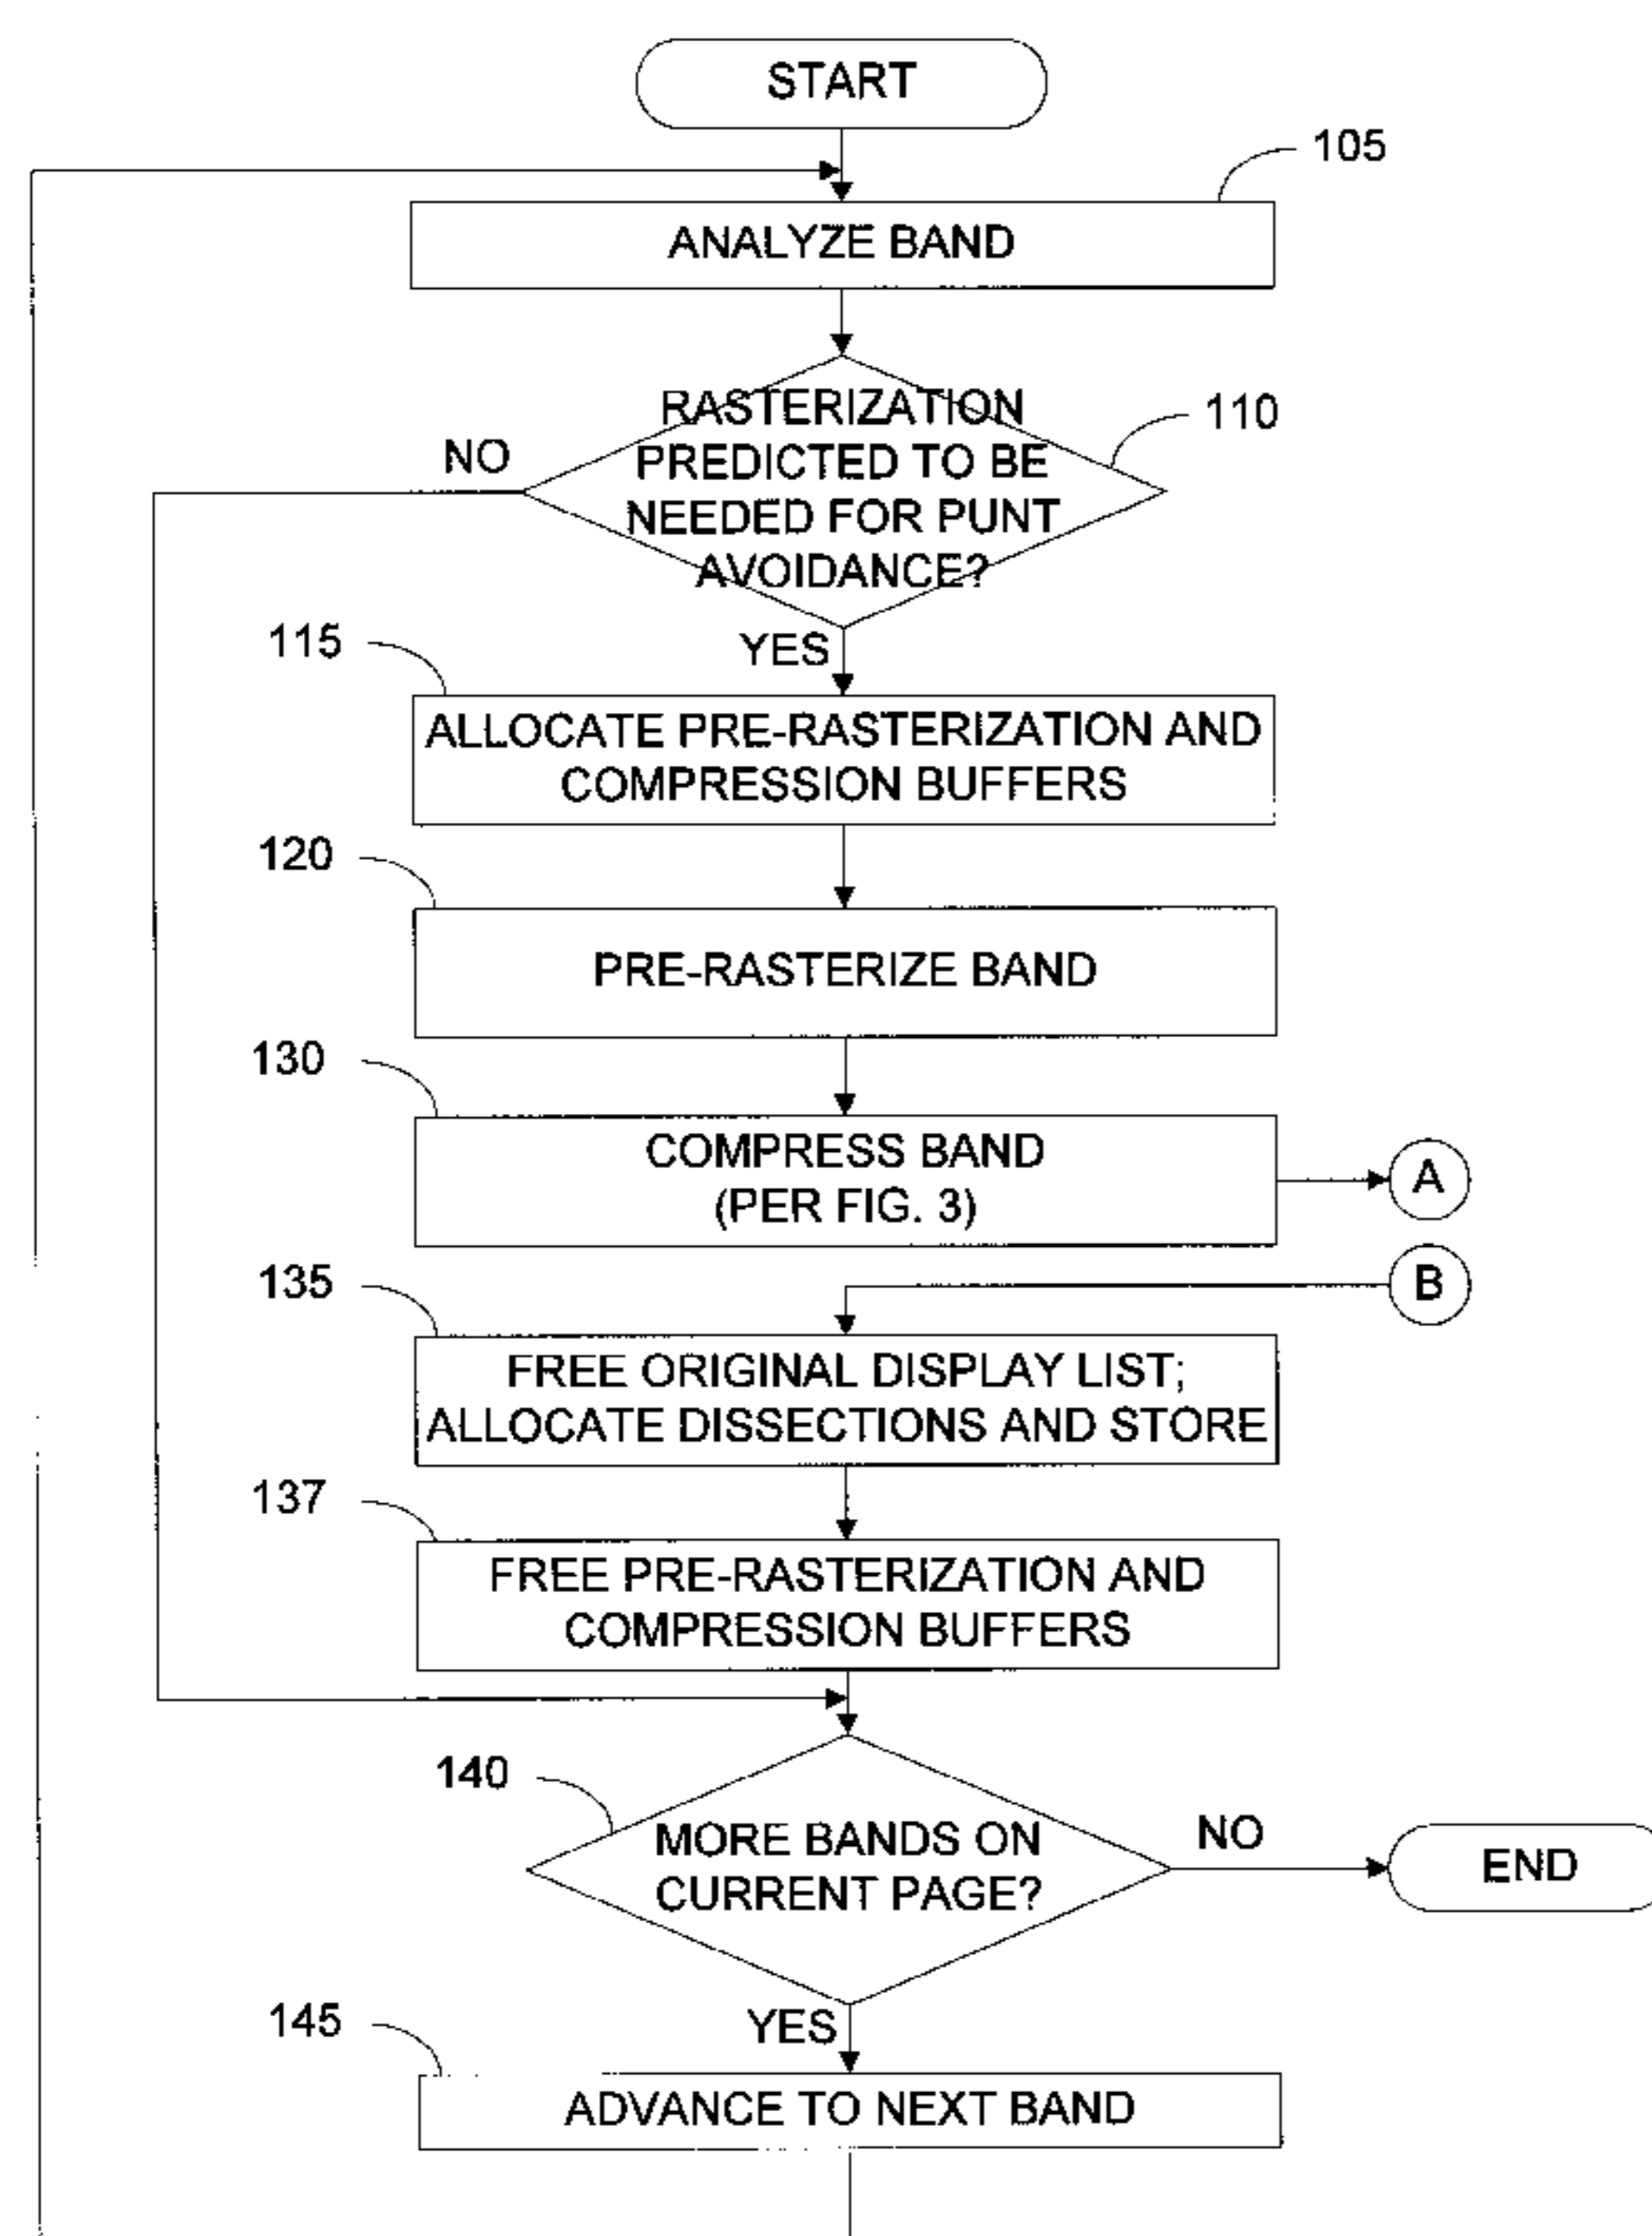 START
105
ANALYZE BAND
RASTERIZATION
PREDICTED TO BE
NEEDED FOR PUNT
AVOIDANCE?
110
NO
YES
115
ALLOCATE PRE-RASTERIZATION AND
COMPRESSION BUFFERS
120
PRE-RASTERIZE BAND
130
COMPRESS BAND
(PER FIG. 3)
A
B
135
FREE ORIGINAL DISPLAY LIST;
ALLOCATE DISSECTIONS AND STORE
137
FREE PRE-RASTERIZATION AND
COMPRESSION BUFFERS
140
MORE BANDS ON
CURRENT PAGE?
NO
END
YES
145
ADVANCE TO NEXT BAND